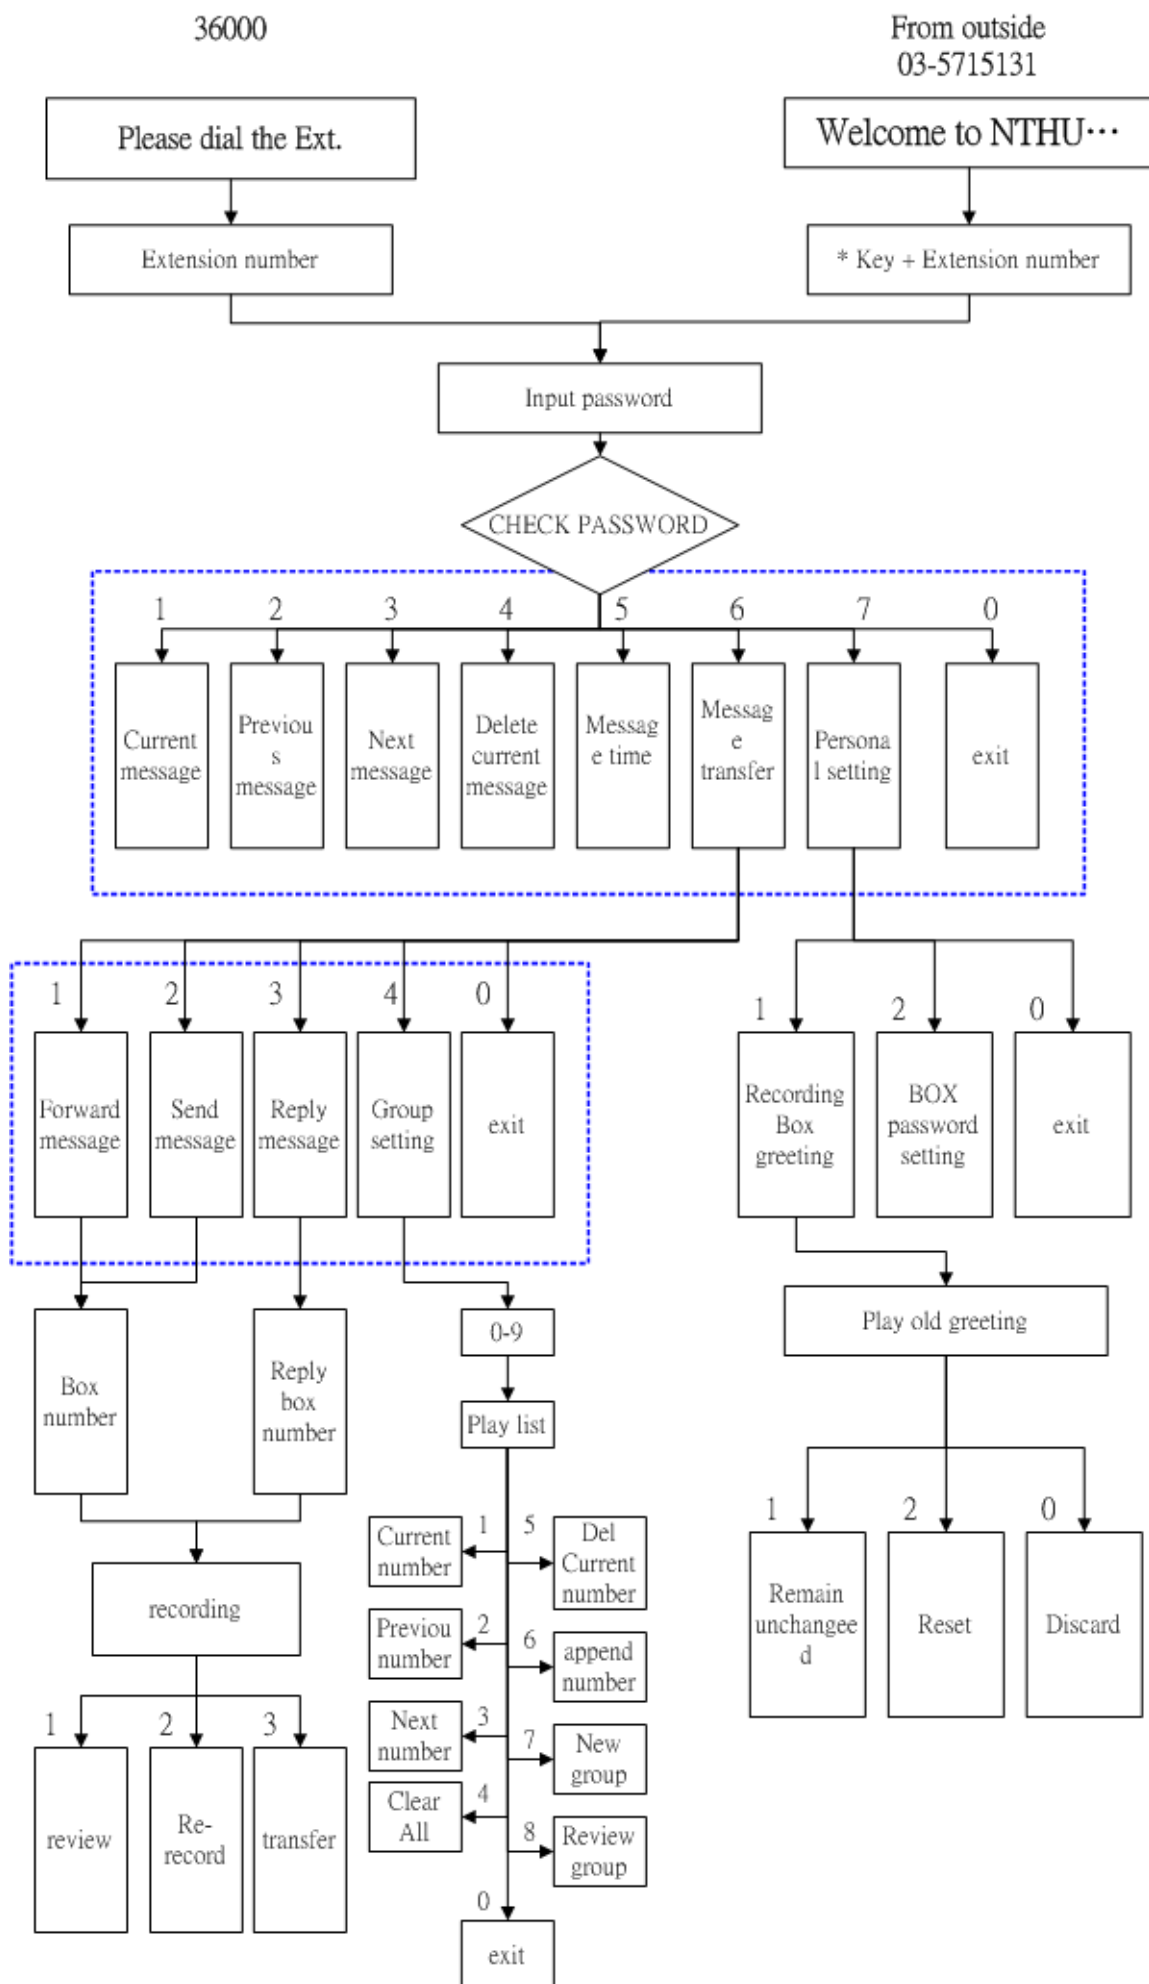 36000
From outside
03-5715131
Please dial the Ext.
Welcome to NTHU⋯
Extension number
* Key + Extension number
Input password
CHECK PASSWORD
1
2
3
4
5
6
7
0
Current
message
Previou
s
message
Next
message
Delete
current
message
Messag
e time
Messag
e
transfer
Persona
l setting
exit
1
2
3
4
0
1
2
0
Forward
message
Send
message
Reply
message
Group
setting
exit
Recording
Box
greeting
BOX
password
setting
exit
Box
number
Reply
box
number
0-9
Play list
Play old greeting
1
2
0
Remain
unchangee
d
Reset
Discard
recording
1
2
3
review
Re-
record
transfer
1
Current
number
5
Del
Current
number
2
Previou
number
6
append
number
3
Next
number
7
New
group
4
Clear
All
8
Review
group
0
exit